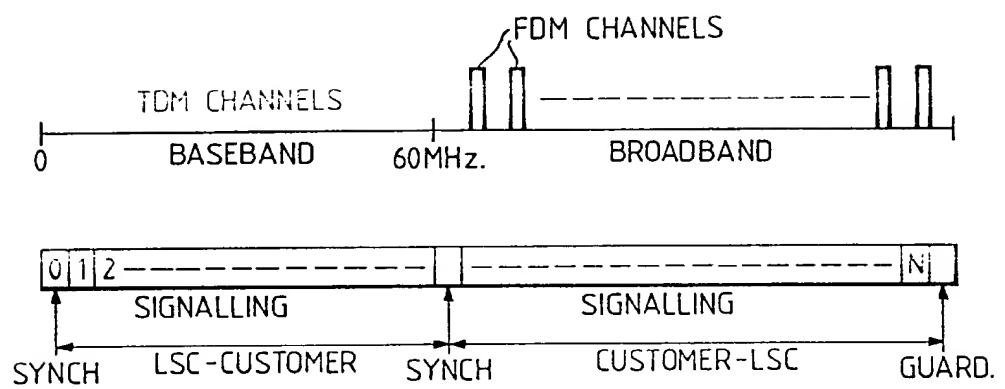 FDM CHANNELS
TDM CHANNELS
0 BASEBAND 60MHz. BROADBAND
0 1 2 N
SIGNALLING SIGNALLING
SYNCH LSC-CUSTOMER SYNCH CUSTOMER-LSC GUARD.